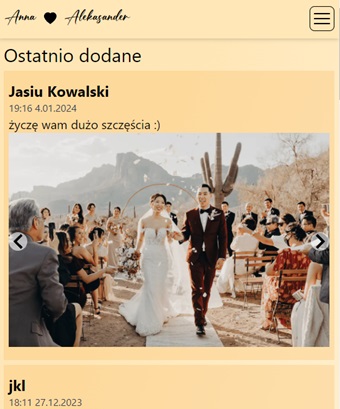 Anna Aleksander
Ostatnio dodane
Jasiu Kowalski
19:16 4.01.2024
życzę wam dużo szczęścia :)
jkl
18:11 27.12.2023